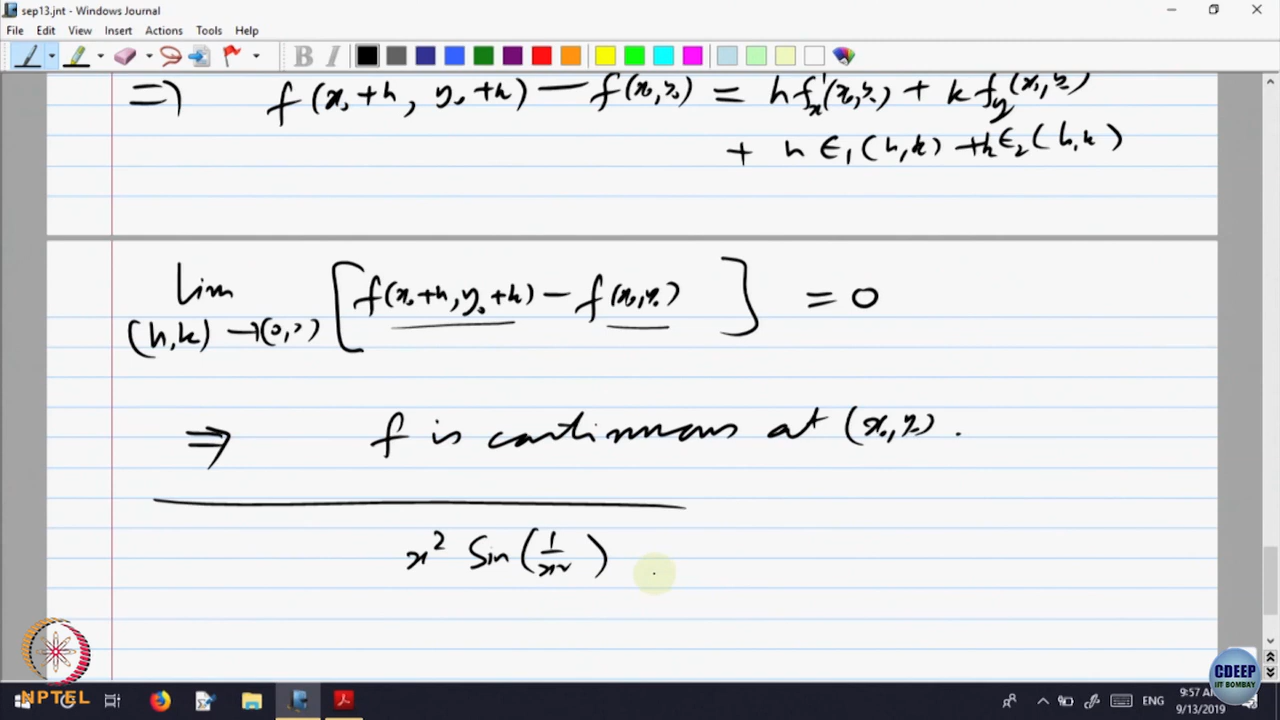 sep13.jnt - Windows Journal
File Edit View Insert Actions Tools Help
B I
⇒ f(x₀+h, y₀+k) − f(x₀,y₀) = h fₓ(x₀,y₀) + k f_y(x₀,y₀)
+ h ϵ₁(h,k) + k ϵ₂(h,k)
lim (h,k)→(0,0) [f(x₀+h, y₀+k) − f(x₀,y₀)] = 0
⇒ f is continuous at (x₀,y₀).
x² Sin(1/x²)
NPTEL
CDEEP
IIT BOMBAY
ENG
9:57 A
9/13/2019